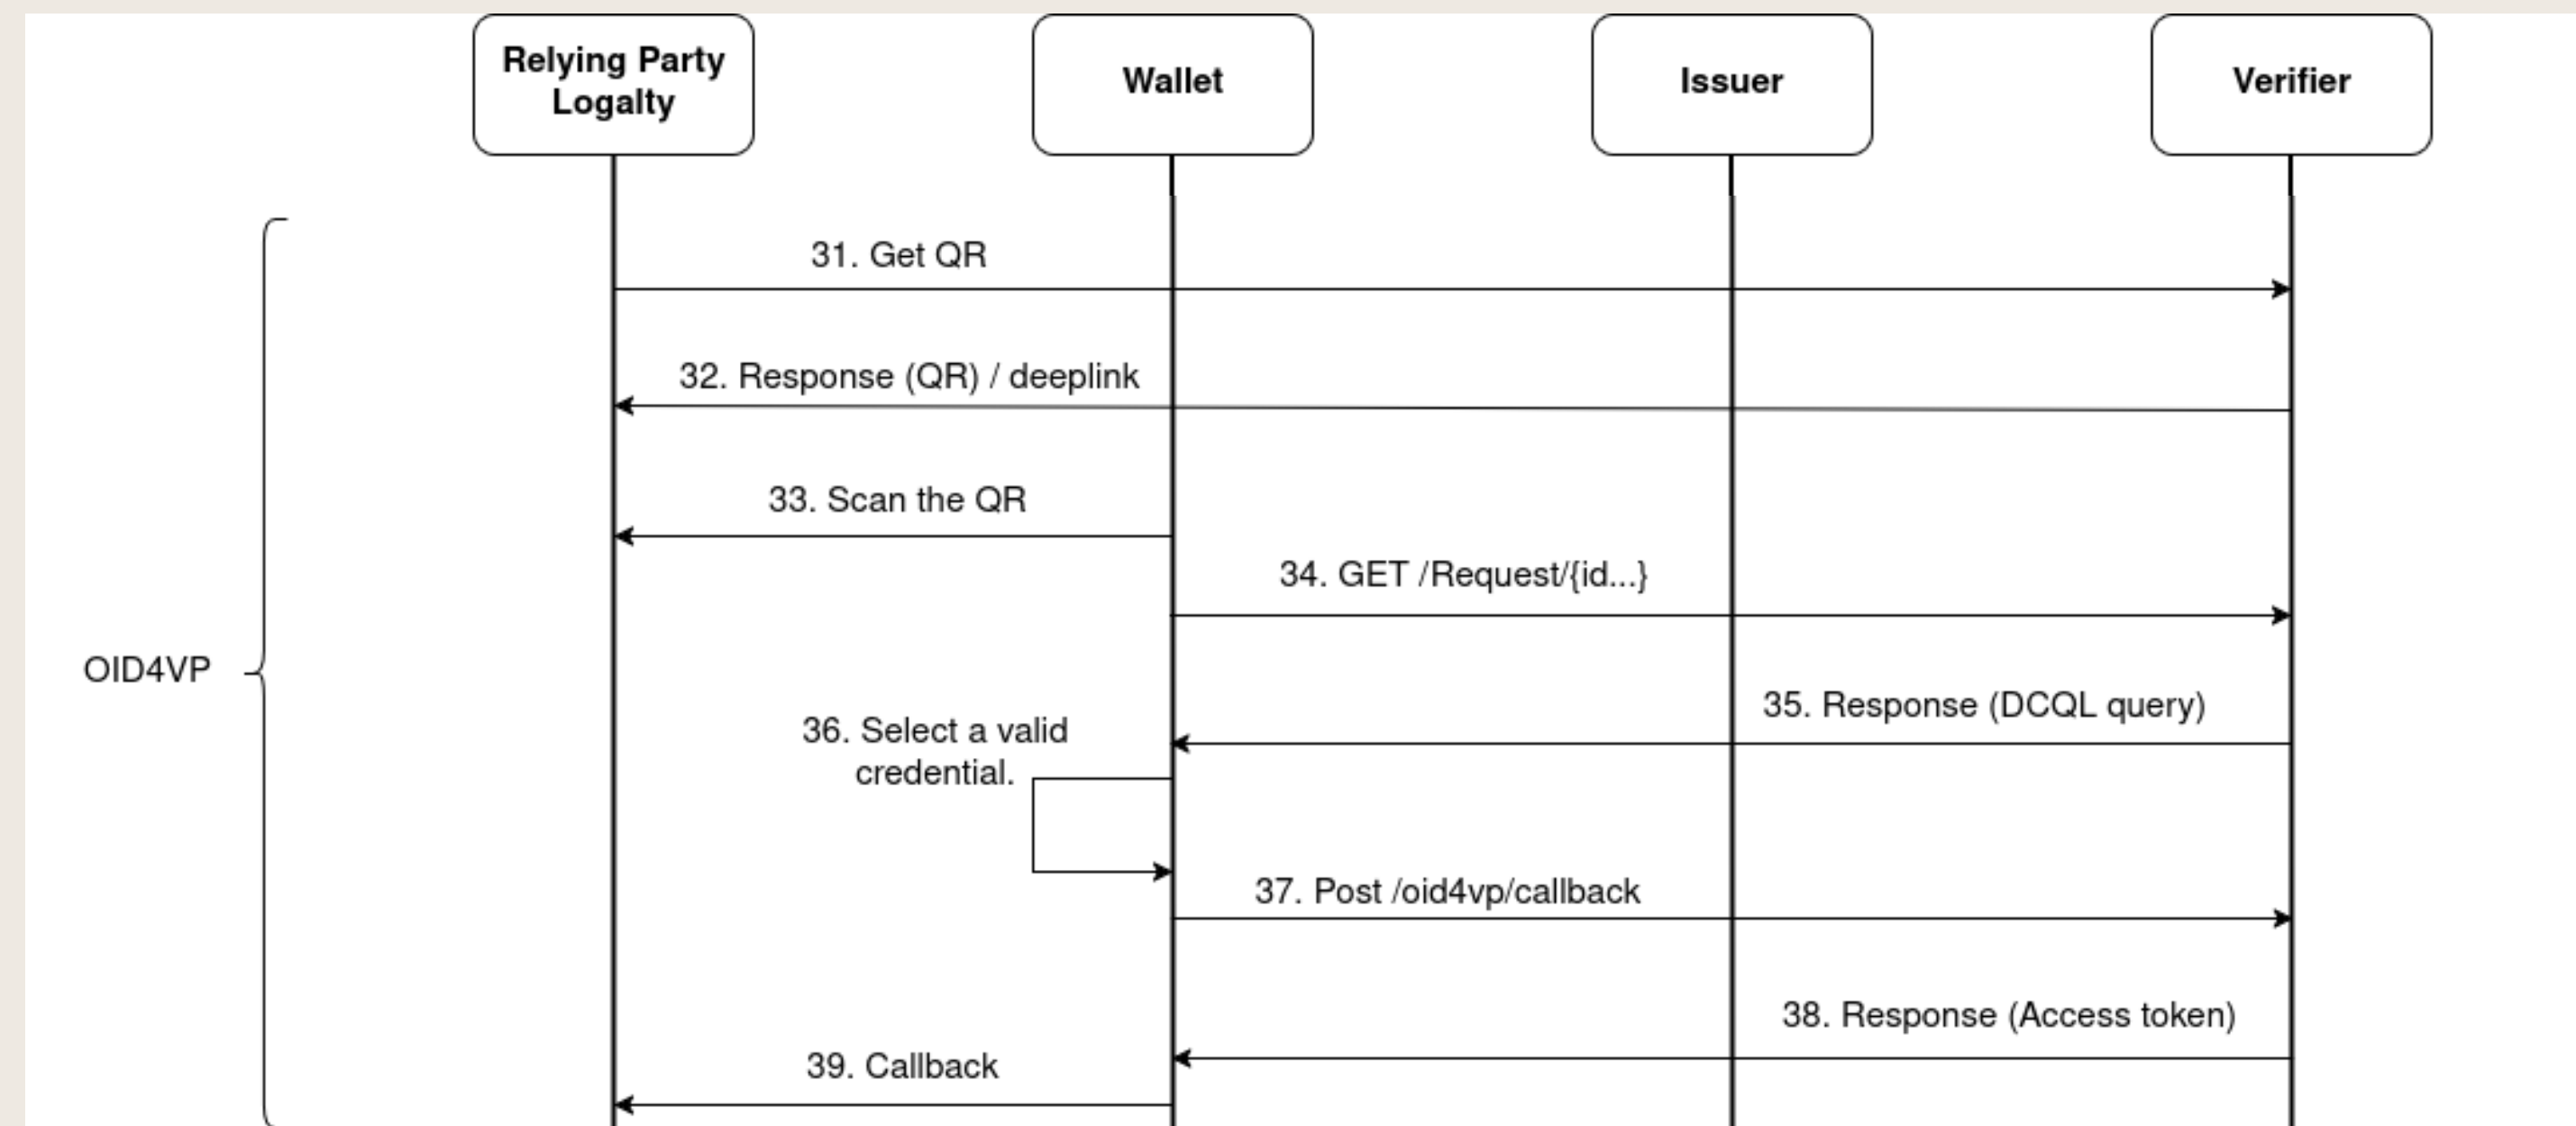 Relying Party
Logalty
Wallet
Issuer
Verifier
31. Get QR
32. Response (QR) / deeplink
33. Scan the QR
34. GET /Request/{id...}
OID4VP
35. Response (DCQL query)
36. Select a valid
credential.
37. Post /oid4vp/callback
38. Response (Access token)
39. Callback